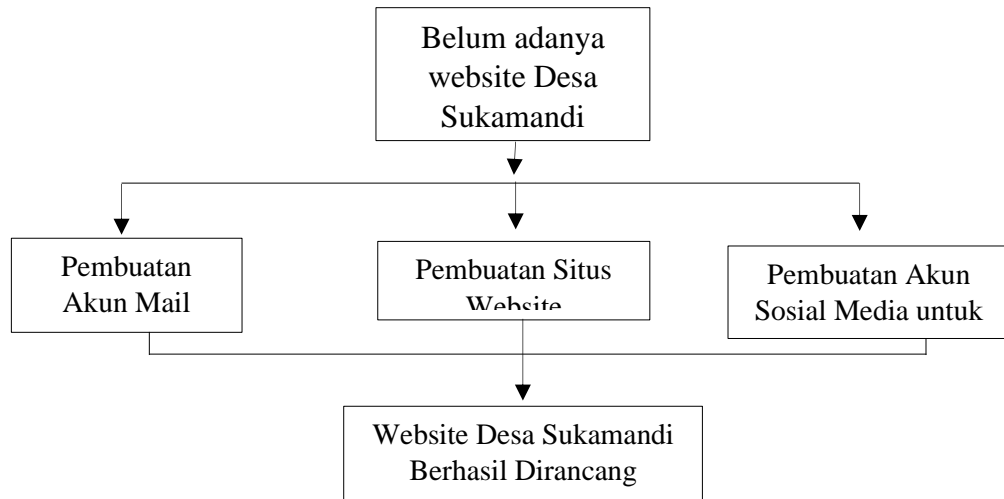 Belum adanya
website Desa
Sukamandi
Pembuatan
Akun Mail
Pembuatan Situs
Website
Pembuatan Akun
Sosial Media untuk
Website Desa Sukamandi
Berhasil Dirancang